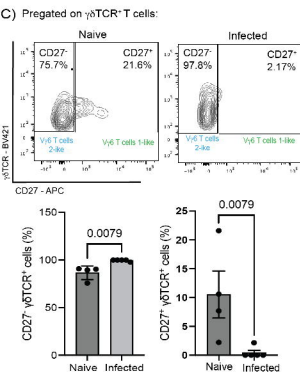 C) Pregated on γδTCR⁺ T cells:
Naive
Infected
CD27⁻
75.7%
CD27⁺
21.6%
CD27⁻
97.8%
CD27⁺
2.17%
Vγ6 T cells
2-like
Vγ6 T cells 1-like
Vγ6 T cells
2-like
Vγ6 T cells 1-like
γδTCR - BV421
CD27 - APC
150
100
50
0
0.0079
CD27⁻ γδTCR⁺ cells (%)
Naive
Infected
25
20
15
10
5
0
0.0079
CD27⁺ γδTCR⁺ cells (%)
Naive
Infected